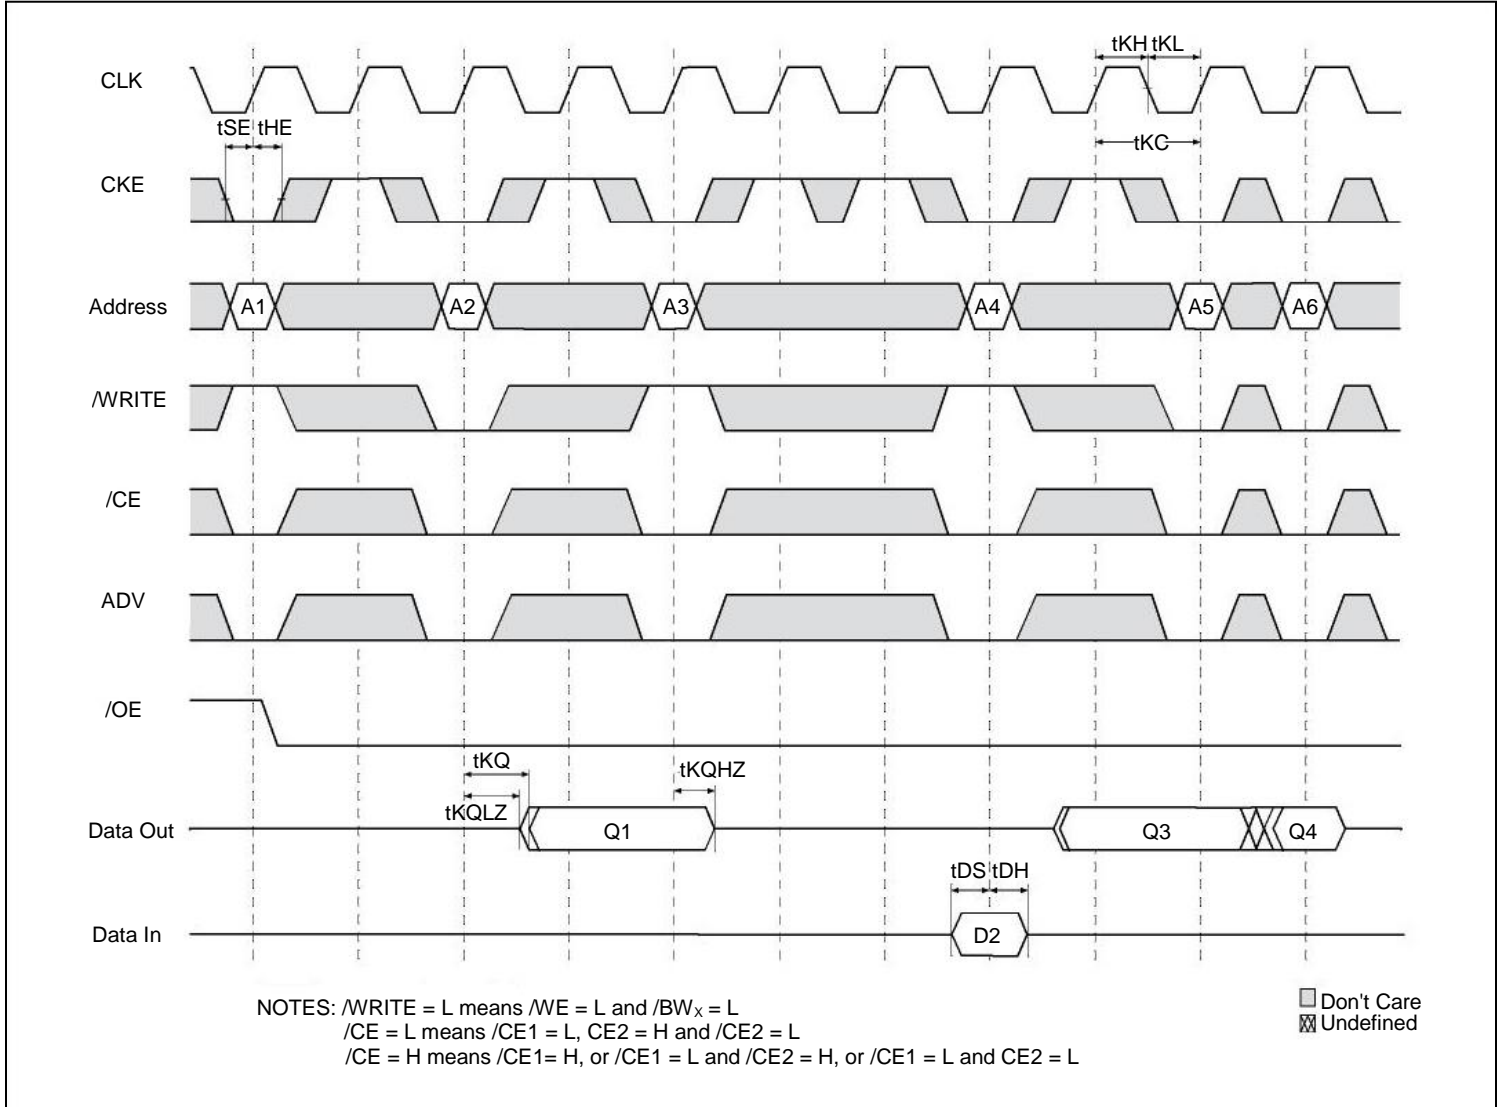 tKH tKL
CLK
tSE tHE
tKC
CKE
Address A1 A2 A3 A4 A5 A6
/WRITE
/CE
ADV
/OE
tKQ
tKQHZ
tKQLZ
Data Out Q1 Q3 Q4
tDS tDH
Data In D2
NOTES: /WRITE = L means /WE = L and /BWX = L
/CE = L means /CE1 = L, CE2 = H and /CE2 = L
/CE = H means /CE1= H, or /CE1 = L and /CE2 = H, or /CE1 = L and CE2 = L
Don't Care
Undefined